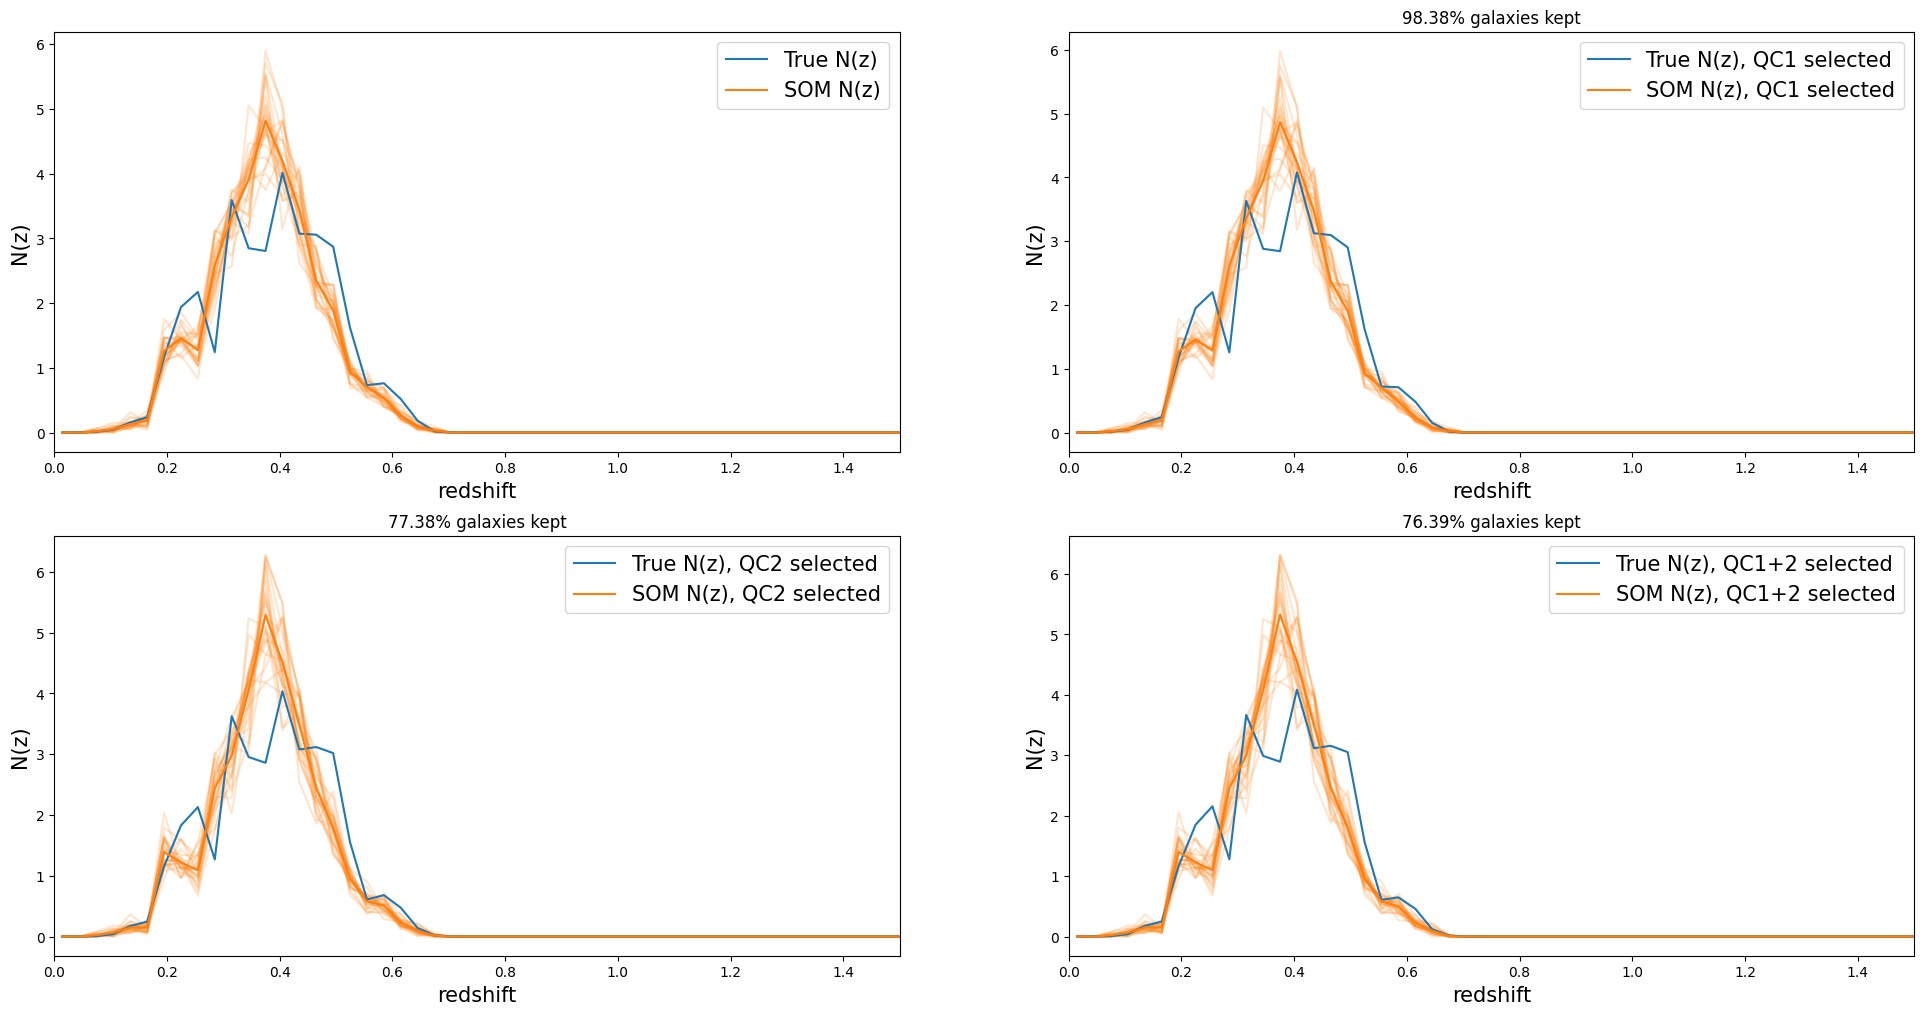 6
5
4
3
2
1
0
N(z)
True N(z)
SOM N(z)
0.0 0.2 0.4 0.6 0.8 1.0 1.2 1.4
redshift
98.38% galaxies kept
6
5
4
3
2
1
0
N(z)
True N(z), QC1 selected
SOM N(z), QC1 selected
0.0 0.2 0.4 0.6 0.8 1.0 1.2 1.4
redshift
77.38% galaxies kept
6
5
4
3
2
1
0
N(z)
True N(z), QC2 selected
SOM N(z), QC2 selected
0.0 0.2 0.4 0.6 0.8 1.0 1.2 1.4
redshift
76.39% galaxies kept
6
5
4
3
2
1
0
N(z)
True N(z), QC1+2 selected
SOM N(z), QC1+2 selected
0.0 0.2 0.4 0.6 0.8 1.0 1.2 1.4
redshift